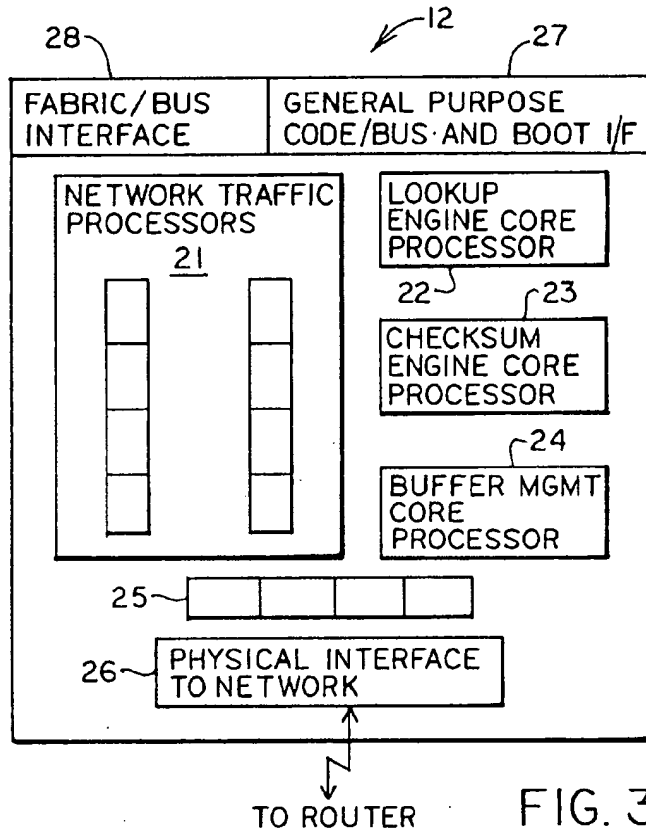 28
12
27
FABRIC/BUS
INTERFACE
GENERAL PURPOSE
CODE/BUS AND BOOT I/F
NETWORK TRAFFIC
PROCESSORS
21
LOOKUP
ENGINE CORE
PROCESSOR
22
23
CHECKSUM
ENGINE CORE
PROCESSOR
24
BUFFER MGMT
CORE
PROCESSOR
25
26
PHYSICAL INTERFACE
TO NETWORK
TO ROUTER
FIG. 3